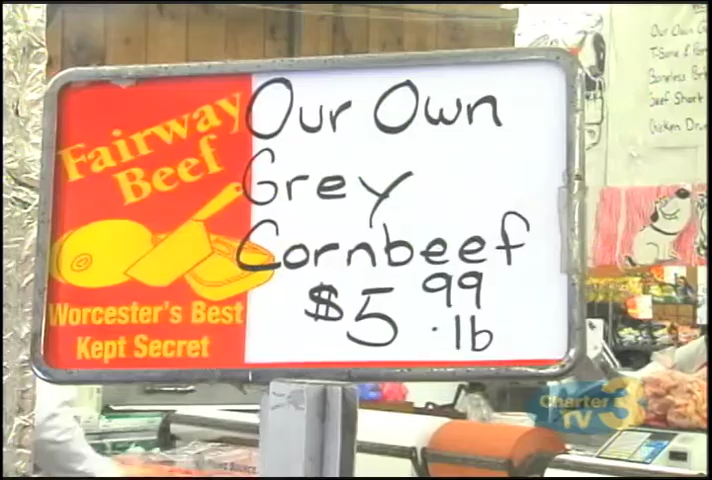 Fairway
Beef
Worcester's Best
Kept Secret
Our Own
Grey
Cornbeef
$5.99
lb
Our Own
T-Bone &
Boneless
Beef
Chicken
Charter
TV3